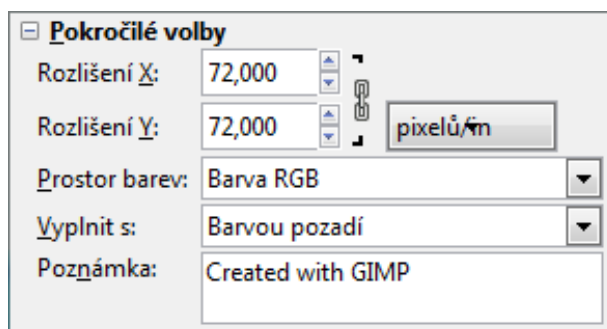 Pokročilé volby
Rozlišení X: 72,000
Rozlišení Y: 72,000 pixelů/in
Prostor barev: Barva RGB
Vyplnit s: Barvou pozadí
Poznámka: Created with GIMP